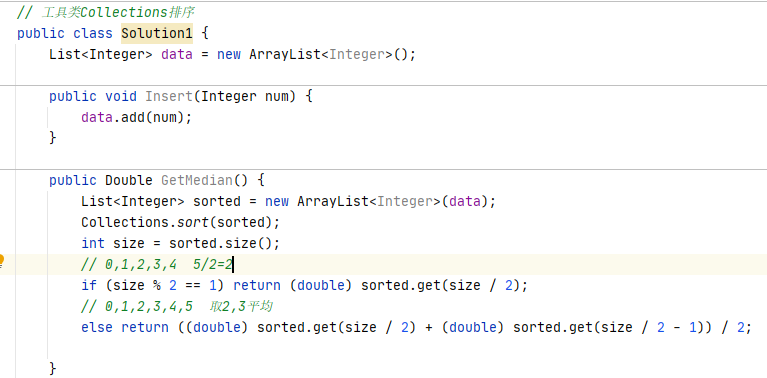 // 工具类Collections排序
public class Solution1 {
    List<Integer> data = new ArrayList<Integer>();
    public void Insert(Integer num) {
        data.add(num);
    }
    public Double GetMedian() {
        List<Integer> sorted = new ArrayList<Integer>(data);
        Collections.sort(sorted);
        int size = sorted.size();
        // 0,1,2,3,4  5/2=2
        if (size % 2 == 1) return (double) sorted.get(size / 2);
        // 0,1,2,3,4,5  取2,3平均
        else return ((double) sorted.get(size / 2) + (double) sorted.get(size / 2 - 1)) / 2;
    }